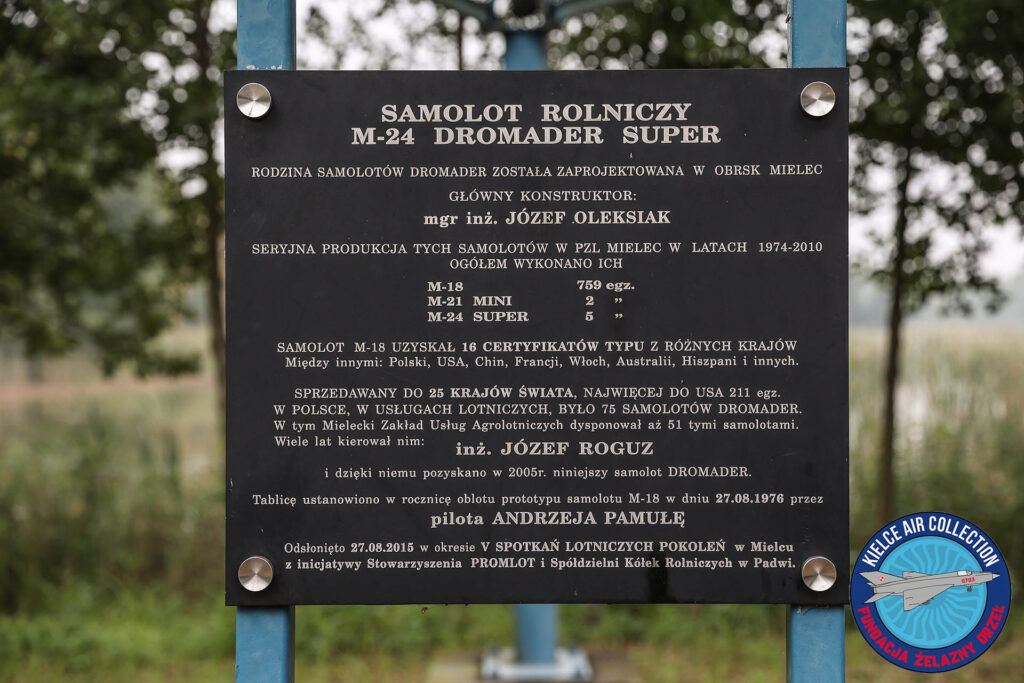 SAMOLOT ROLNICZY
M-24 DROMADER SUPER
RODZINA SAMOLOTÓW DROMADER ZOSTAŁA ZAPROJEKTOWANA W OBRSK MIELEC
GŁÓWNY KONSTRUKTOR:
mgr inż. JÓZEF OLEKSIAK
SERYJNA PRODUKCJA TYCH SAMOLOTÓW W PZL MIELEC W LATACH 1974-2010
OGÓŁEM WYKONANO ICH
M-18 759 egz.
M-21 MINI 2 „
M-24 SUPER 5 „
SAMOLOT M-18 UZYSKAŁ 16 CERTYFIKATÓW TYPU Z RÓŻNYCH KRAJÓW
Między innymi: Polski, USA, Chin, Francji, Włoch, Australii, Hiszpani i innych.
SPRZEDAWANY DO 25 KRAJÓW ŚWIATA, NAJWIĘCEJ DO USA 211 egz.
W POLSCE, W USŁUGACH LOTNICZYCH, BYŁO 75 SAMOLOTÓW DROMADER.
W tym Mielecki Zakład Usług Agrolotniczych dysponował aż 51 tymi samolotami.
Wiele lat kierował nim:
inż. JÓZEF ROGUZ
i dzięki niemu pozyskano w 2005r. niniejszy samolot DROMADER.
Tablicę ustanowiono w rocznicę oblotu prototypu samolotu M-18 w dniu 27.08.1976 przez
pilota ANDRZEJA PAMUŁĘ
Odsłonięto 27.08.2015 w okresie V SPOTKAŃ LOTNICZYCH POKOLEŃ w Mielcu
z inicjatywy Stowarzyszenia PROMLOT i Spółdzielni Kółek Rolniczych w Padwi.
KIELCE AIR COLLECTION
0703
FUNDACJA ŻELAZNY ORZEŁ